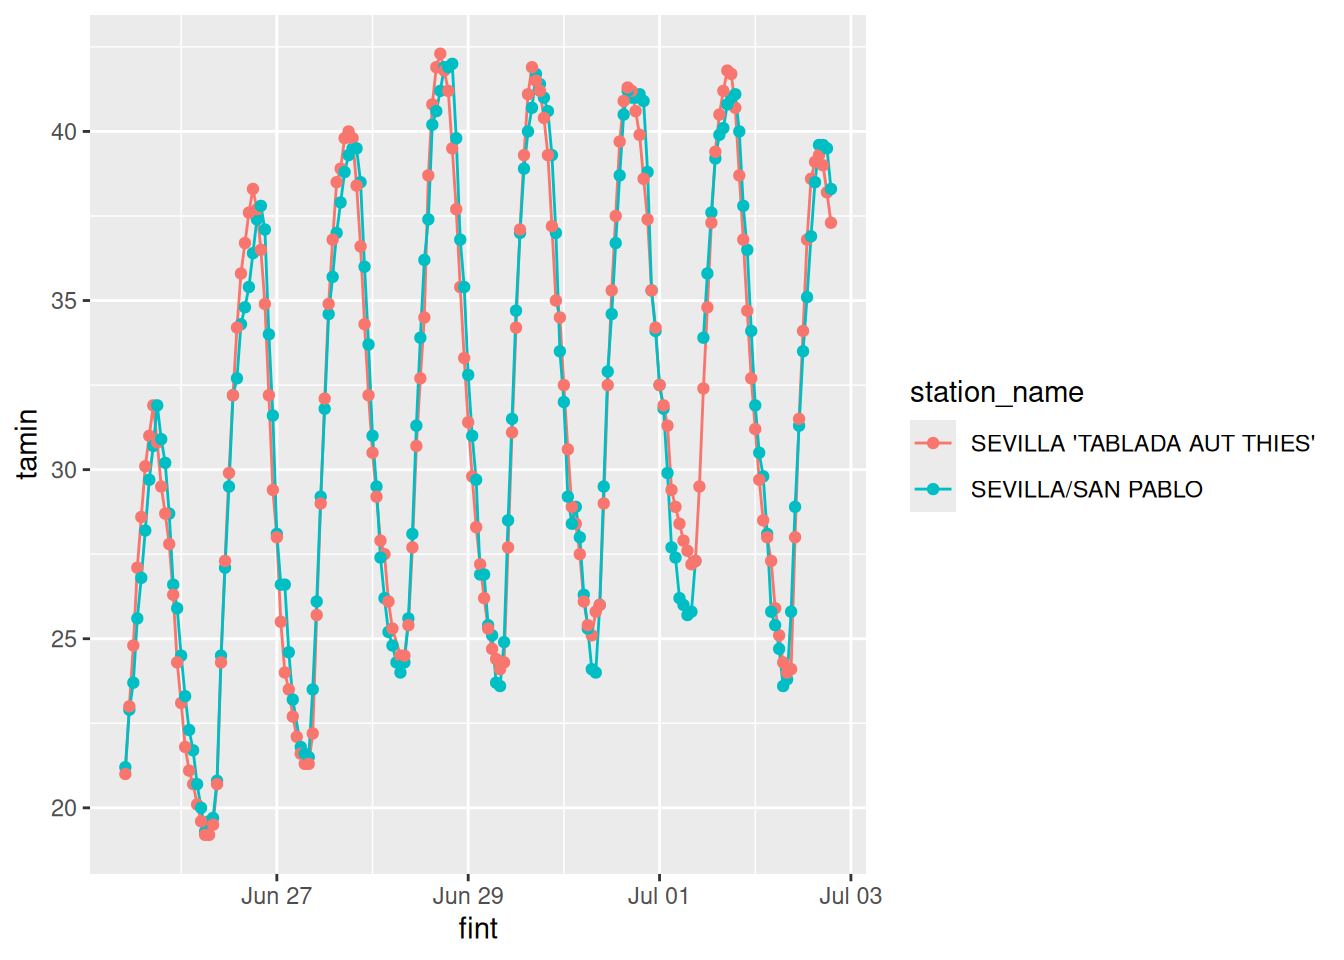 40
35
30
25
20
tamin
Jun 27
Jun 29
Jul 01
Jul 03
fint
station_name
SEVILLA 'TABLADA AUT THIES'
SEVILLA/SAN PABLO